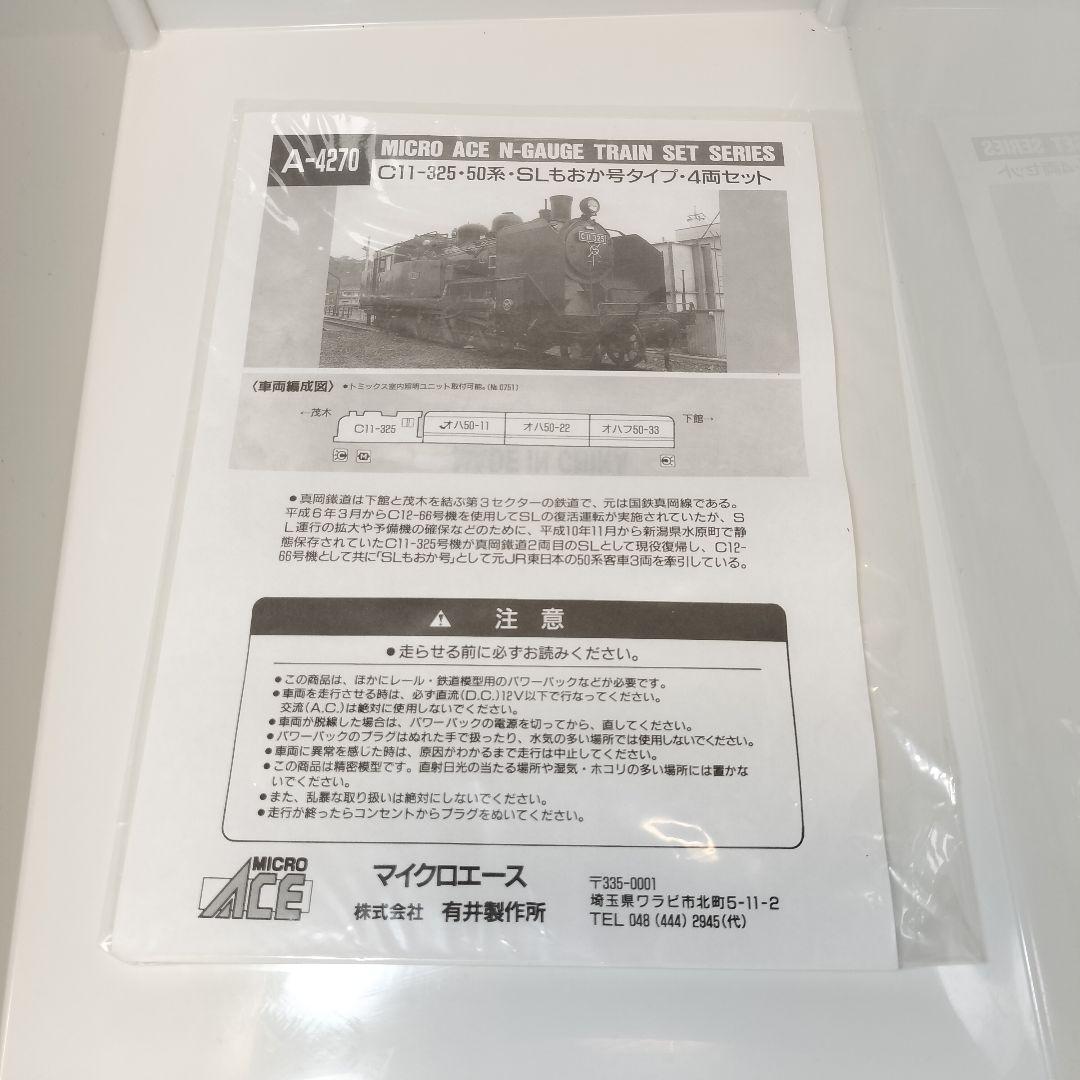 A-4270
MICRO ACE N-GAUGE TRAIN SET SERIES
C11-325・50系・SLもおか号タイプ・4両セット
C11 325
〈車両編成図〉 ●トミックス室内照明ユニット取付可能。(№0751)
←茂木
下館→
C11-325 オハ50-11 オハ50-22 オハフ50-33
MADE IN CHINA
●真岡鐵道は下館と茂木を結ぶ第3セクターの鉄道で、元は国鉄真岡線である。
平成6年3月からC12-66号機を使用してSLの復活運転が実施されていたが、S
L運行の拡大や予備機の確保などのために、平成10年11月から新潟県水原町で静
態保存されていたC11-325号機が真岡鐵道2両目のSLとして現役復帰し、C12-
66号機として共に「SLもおか号」として元JR東日本の50系客車3両を牽引している。
注意
●走らせる前に必ずお読みください。
●この商品は、ほかにレール・鉄道模型用のパワーパックなどが必要です。
●車両を走行させる時は、必ず直流(D.C.)12V以下で行なってください。
交流(A.C.)は絶対に使用しないでください。
●車両が脱線した場合は、パワーパックの電源を切ってから、直してください。
●パワーパックのプラグはぬれた手で扱ったり、水気の多い場所では使用しないでください。
●車両に異常を感じた時は、原因がわかるまで走行は中止してください。
●この商品は精密模型です。直射日光の当たる場所や湿気・ホコリの多い場所には置かな
いでください。
●また、乱暴な取り扱いは絶対にしないでください。
●走行が終ったらコンセントからプラグをぬいてください。
MICRO
ACE
マイクロエース
株式会社 有井製作所
〒335-0001
埼玉県ワラビ市北町5-11-2
TEL 048 (444) 2945(代)